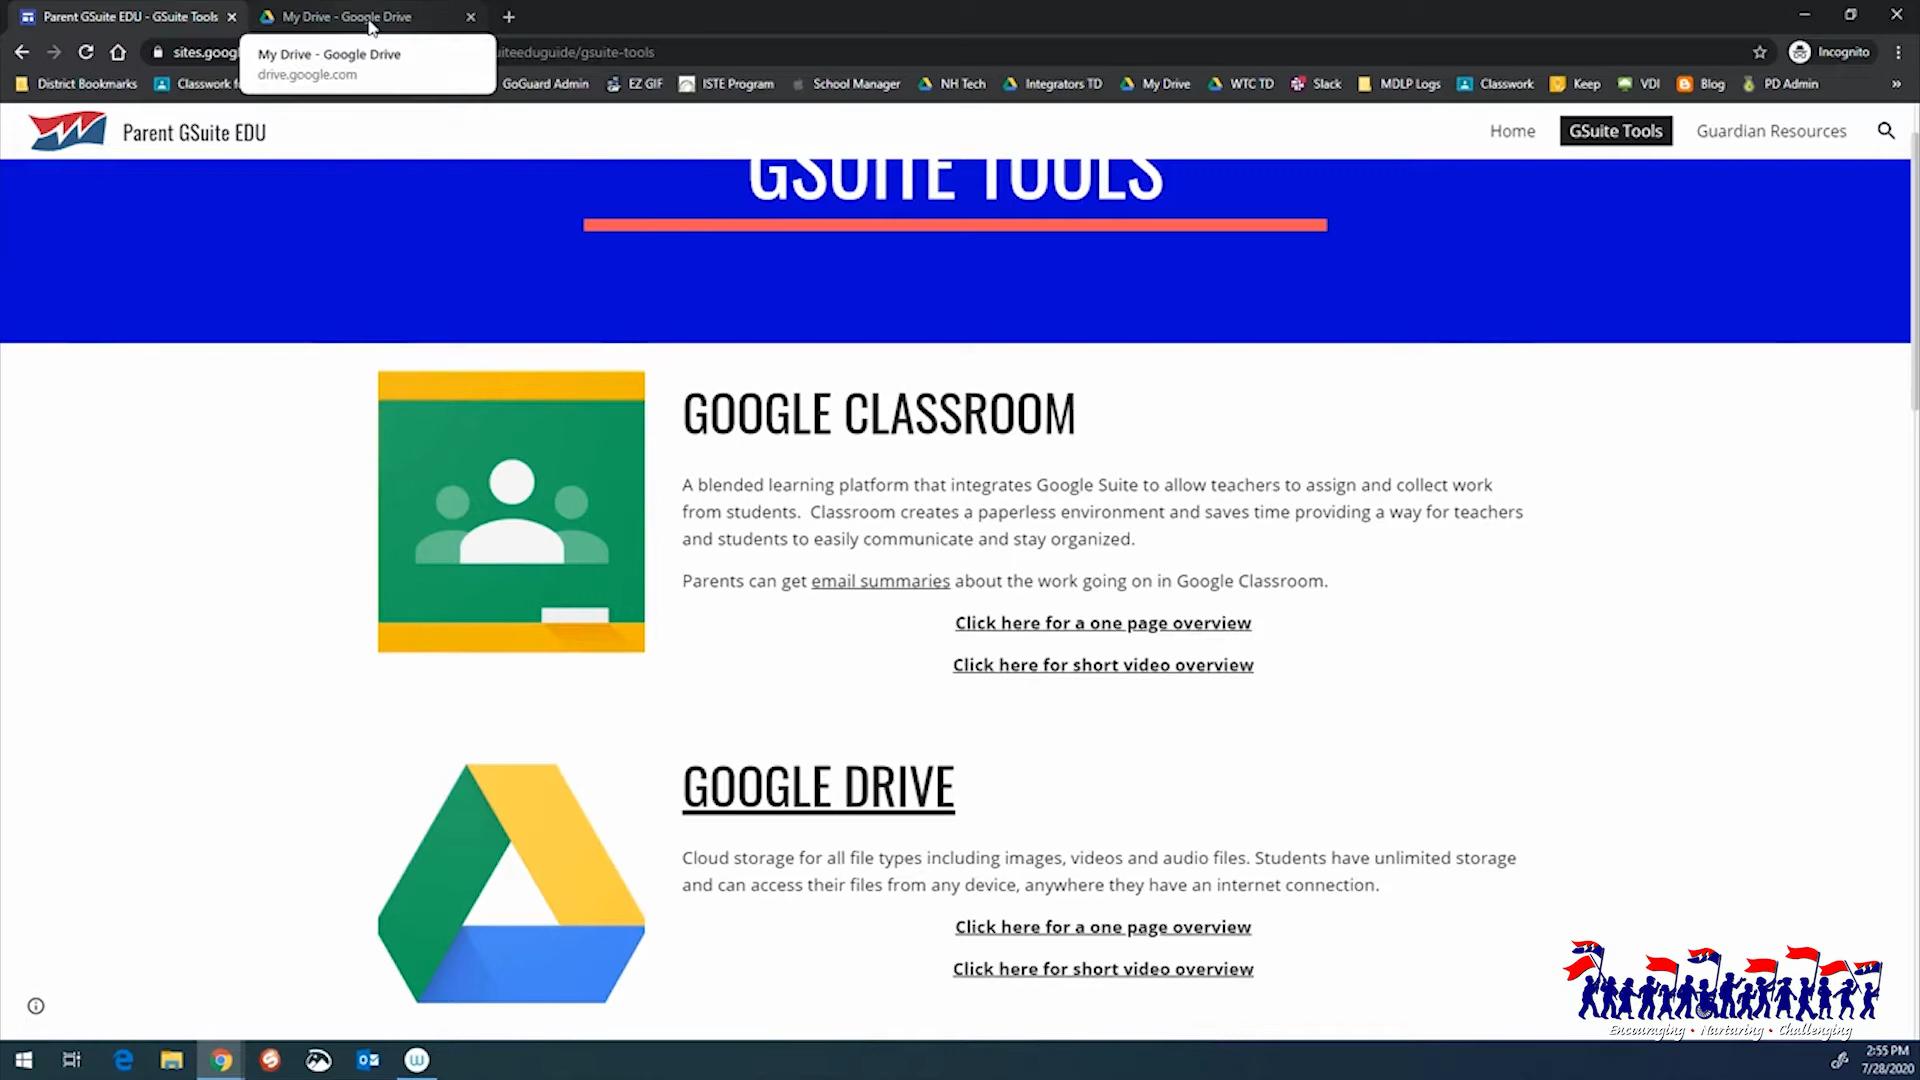 Parent GSuite EDU - GSuite Tools
My Drive - Google Drive
sites.googl
iteeduguide/gsuite-tools
Incognito
My Drive - Google Drive
drive.google.com
District Bookmarks
Classwork f
GoGuard Admin
EZ GIF
ISTE Program
School Manager
NH Tech
Integrators TD
My Drive
WTC TD
Slack
MDLP Logs
Classwork
Keep
VDI
Blog
PD Admin
»
Parent GSuite EDU
Home
GSuite Tools
Guardian Resources
GSUITE TOOLS
GOOGLE CLASSROOM
A blended learning platform that integrates Google Suite to allow teachers to assign and collect work
from students. Classroom creates a paperless environment and saves time providing a way for teachers
and students to easily communicate and stay organized.
Parents can get email summaries about the work going on in Google Classroom.
Click here for a one page overview
Click here for short video overview
GOOGLE DRIVE
Cloud storage for all file types including images, videos and audio files. Students have unlimited storage
and can access their files from any device, anywhere they have an internet connection.
Click here for a one page overview
Click here for short video overview
Encouraging • Nurturing • Challenging
2:55 PM
7/28/2020